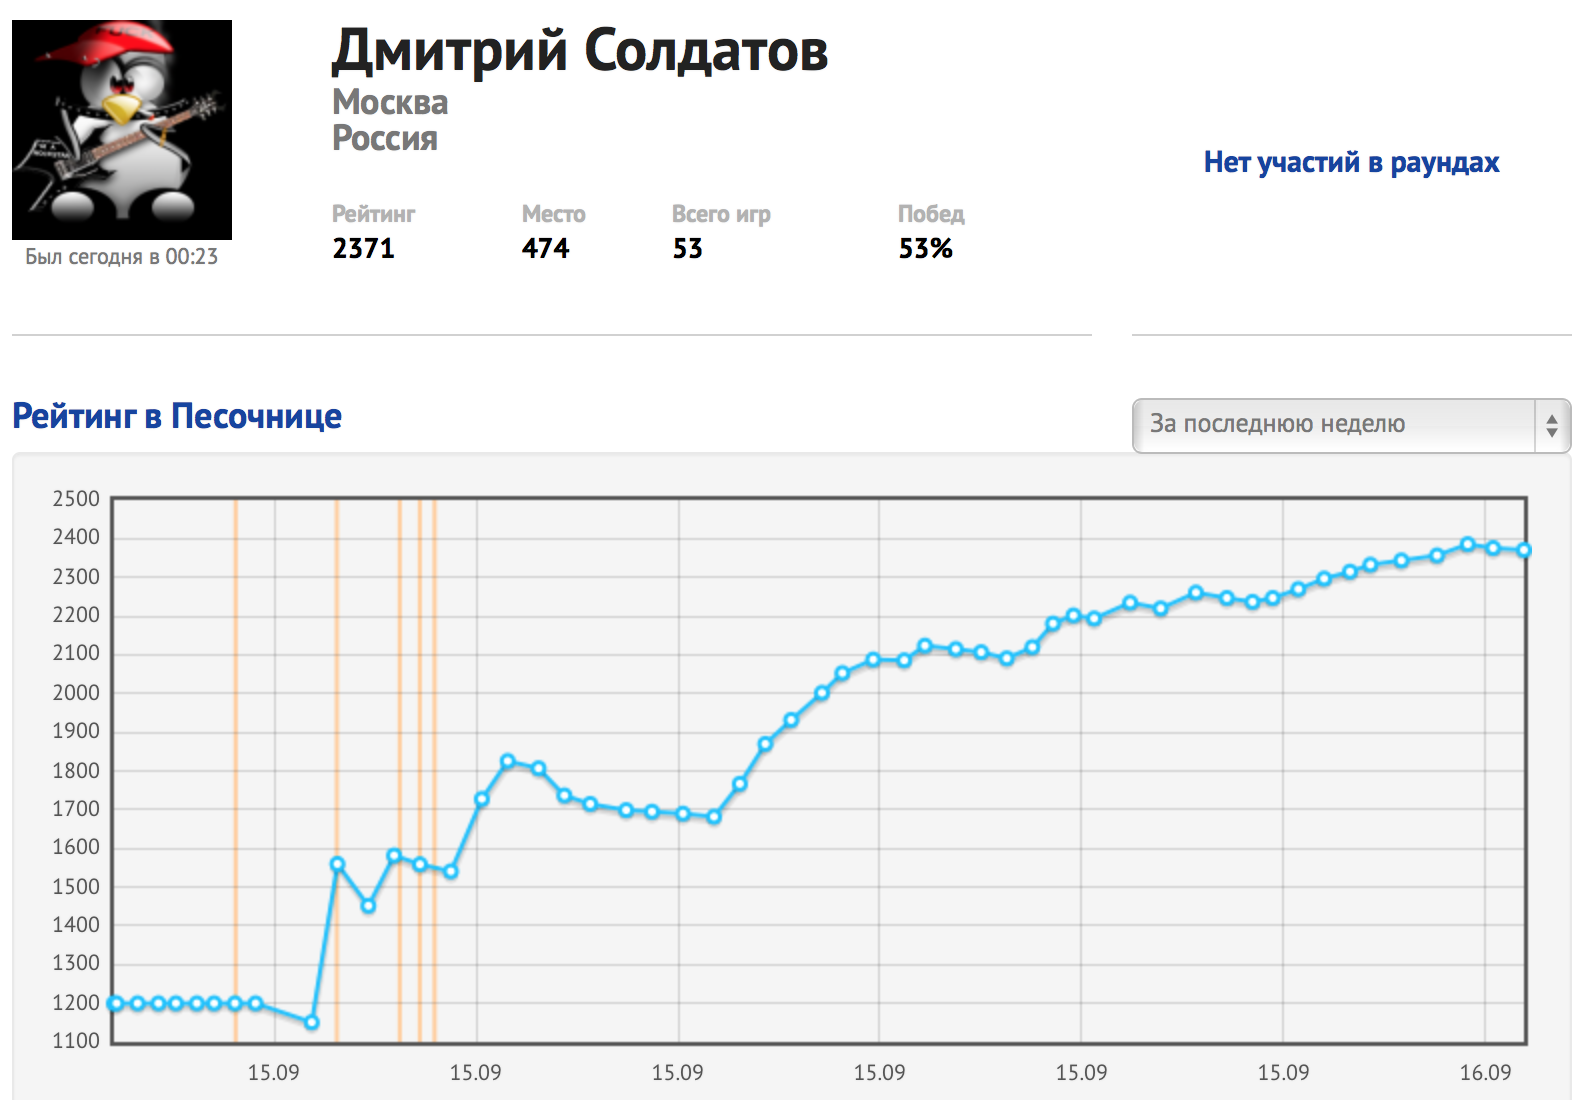 Дмитрий Солдатов
Москва
Россия
Нет участий в раундах
Рейтинг Место Всего игр Побед
2371 474 53 53%
Был сегодня в 00:23
Рейтинг в Песочнице
За последнюю неделю
2500
2400
2300
2200
2100
2000
1900
1800
1700
1600
1500
1400
1300
1200
1100
15.09 15.09 15.09 15.09 15.09 15.09 16.09